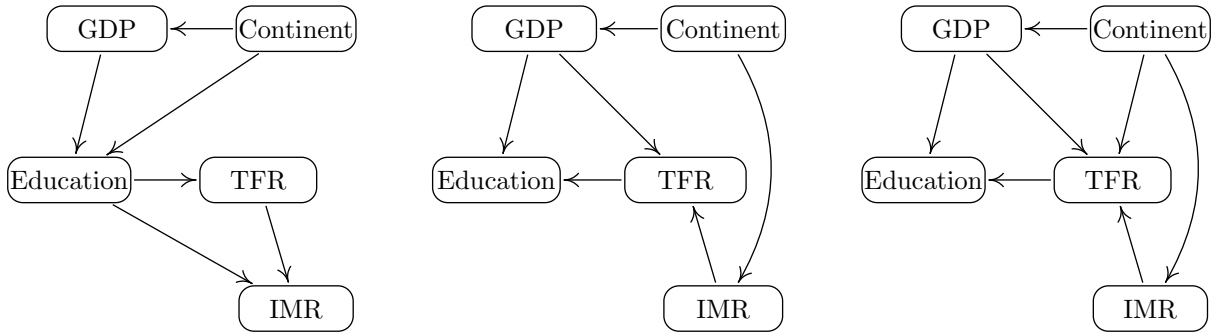 GDP
Continent
Education
TFR
IMR
GDP
Continent
Education
TFR
IMR
GDP
Continent
Education
TFR
IMR